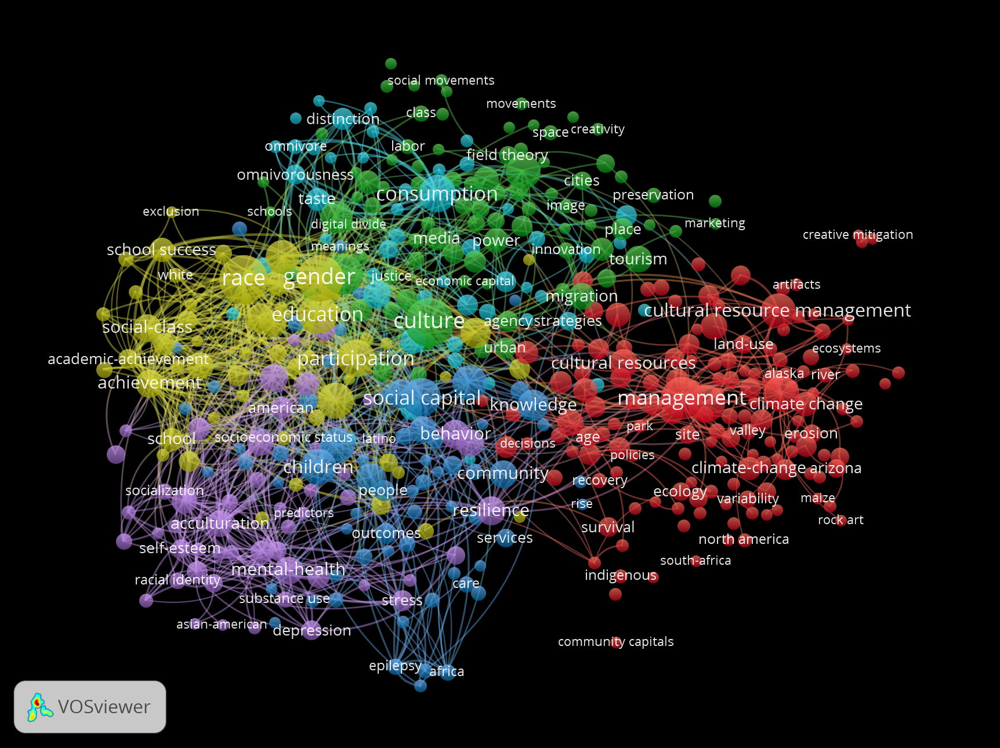 social movements
movements
class
distinction
space
creativity
omnivore
labor
field theory
omnivorousness
cities
consumption
preservation
taste
image
exclusion
schools
digital divide
marketing
place
creative mitigation
media
power
meanings
innovation
school success
tourism
white
race
gender
justice
economic capital
artifacts
migration
cultural resource management
education
culture
agency
strategies
social-class
land-use
urban
ecosystems
academic-achievement
participation
cultural resources
alaska
river
achievement
social capital
knowledge
management
climate change
american
park
socioeconomic status
latino
behavior
school
decisions
age
site
valley
erosion
policies
children
community
climate-change
arizona
recovery
socialization
people
ecology
variability
maize
rise
predictors
resilience
rock art
acculturation
survival
outcomes
services
north america
self-esteem
south-africa
mental-health
indigenous
racial identity
care
substance use
stress
asian-american
depression
community capitals
epilepsy
africa
VOSviewer